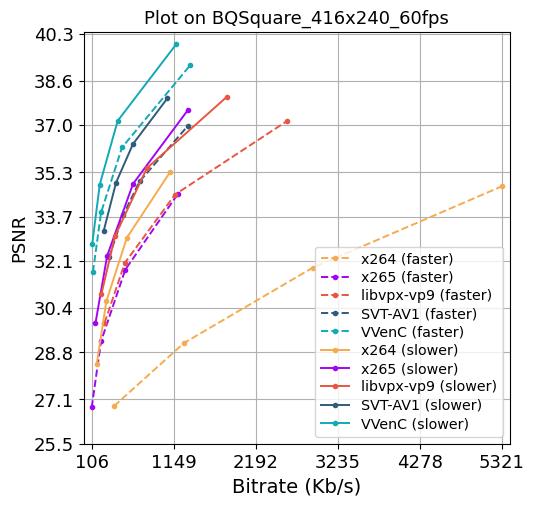 Plot on BQSquare_416x240_60fps
40.3
38.6
37.0
35.3
33.7
32.1
30.4
28.8
27.1
25.5
PSNR
x264 (faster)
x265 (faster)
libvpx-vp9 (faster)
SVT-AV1 (faster)
VVenC (faster)
x264 (slower)
x265 (slower)
libvpx-vp9 (slower)
SVT-AV1 (slower)
VVenC (slower)
106 1149 2192 3235 4278 5321
Bitrate (Kb/s)